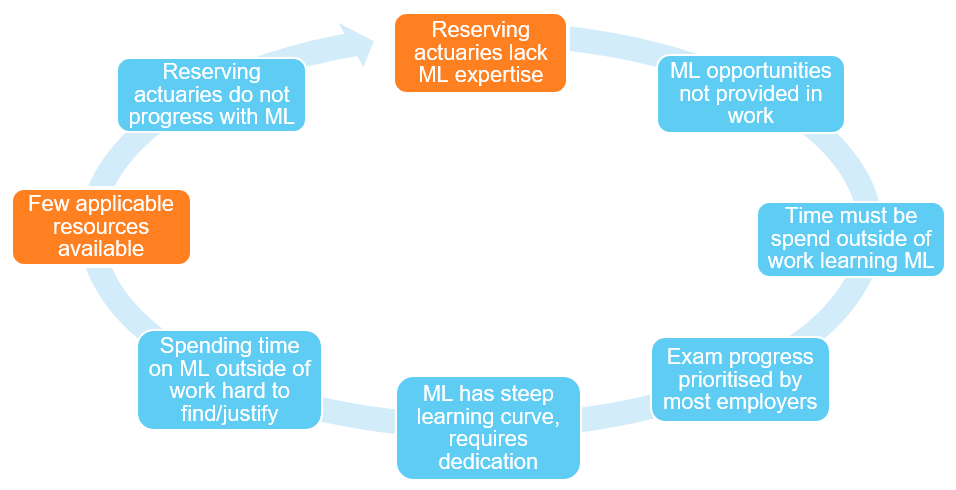 Reserving
actuaries lack
ML expertise
ML opportunities
not provided in
work
Time must be
spend outside of
work learning ML
Exam progress
prioritised by
most employers
ML has steep
learning curve,
requires
dedication
Spending time
on ML outside of
work hard to
find/justify
Few applicable
resources
available
Reserving
actuaries do not
progress with ML